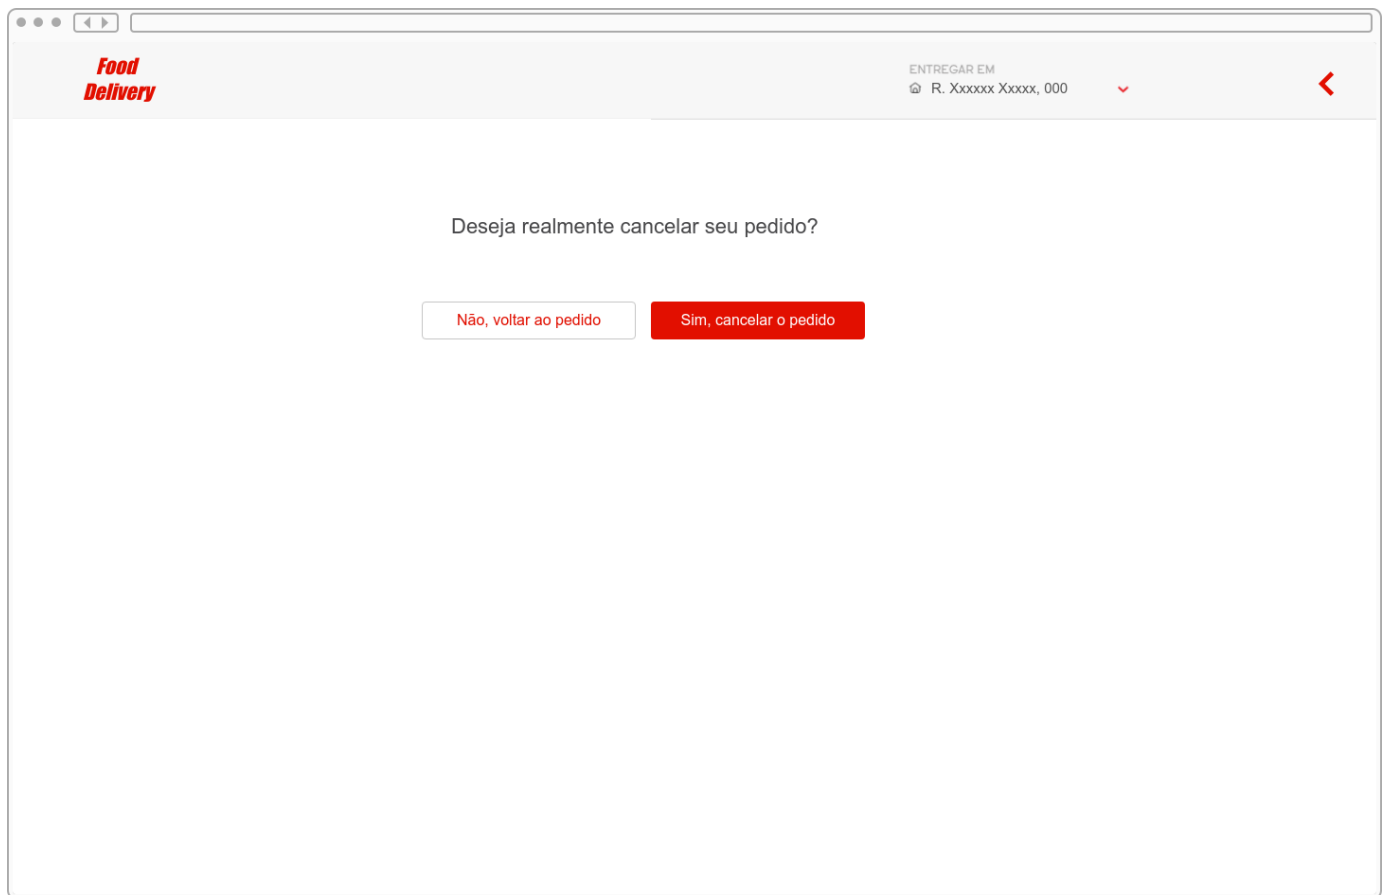 Food
Delivery
ENTREGAR EM
R. Xxxxxx Xxxxx, 000
Deseja realmente cancelar seu pedido?
Não, voltar ao pedido
Sim, cancelar o pedido